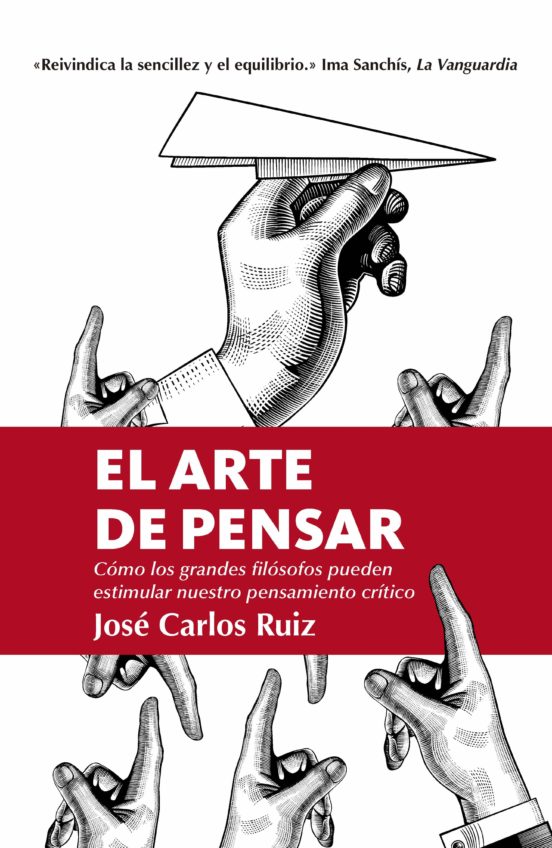 «Reivindica la sencillez y el equilibrio.» Ima Sanchís, La Vanguardia
EL ARTE
DE PENSAR
Cómo los grandes filósofos pueden
estimular nuestro pensamiento crítico
José Carlos Ruiz